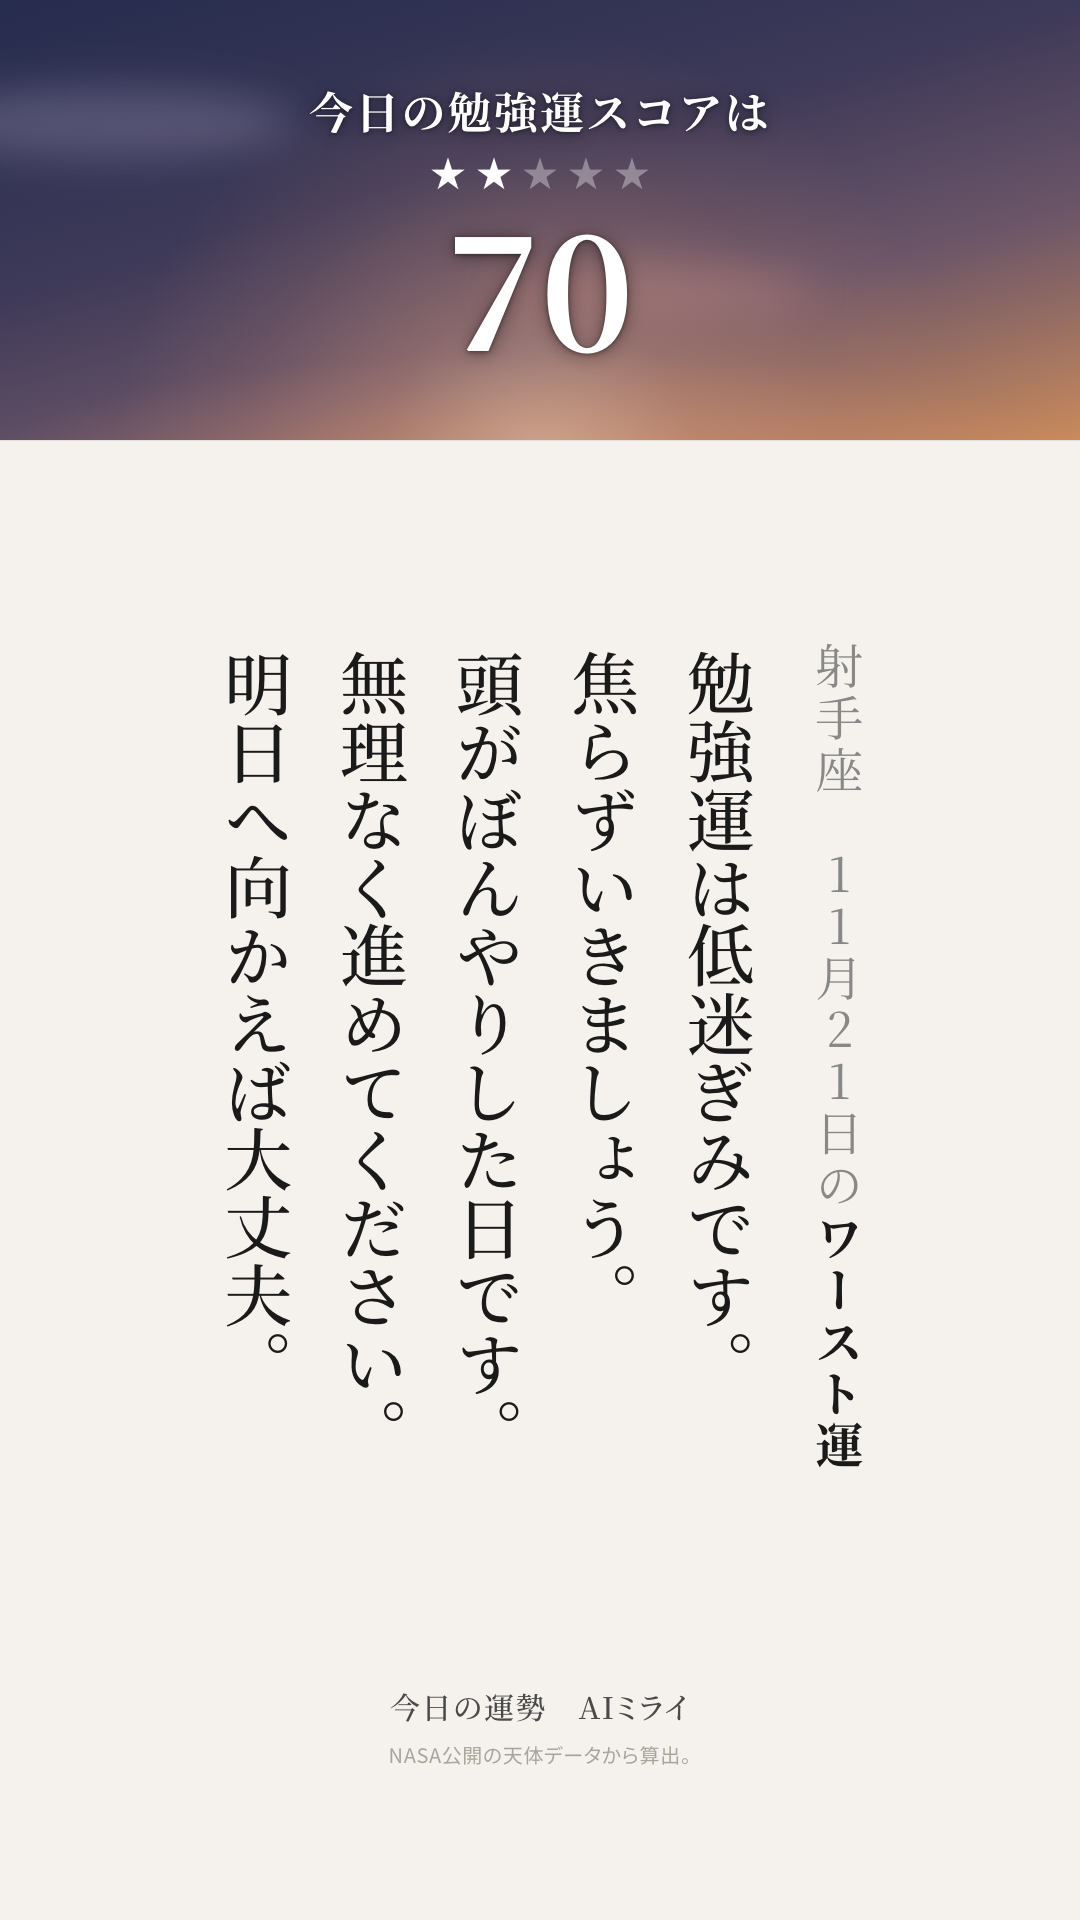 今日の勉強運スコアは
★★★★★
70
射手座　11月21日のワースト運
勉強運は低迷ぎみです。
焦らずいきましょう。
頭がぼんやりした日です。
無理なく進めてください。
明日へ向かえば大丈夫。
今日の運勢　AIミライ
NASA公開の天体データから算出。